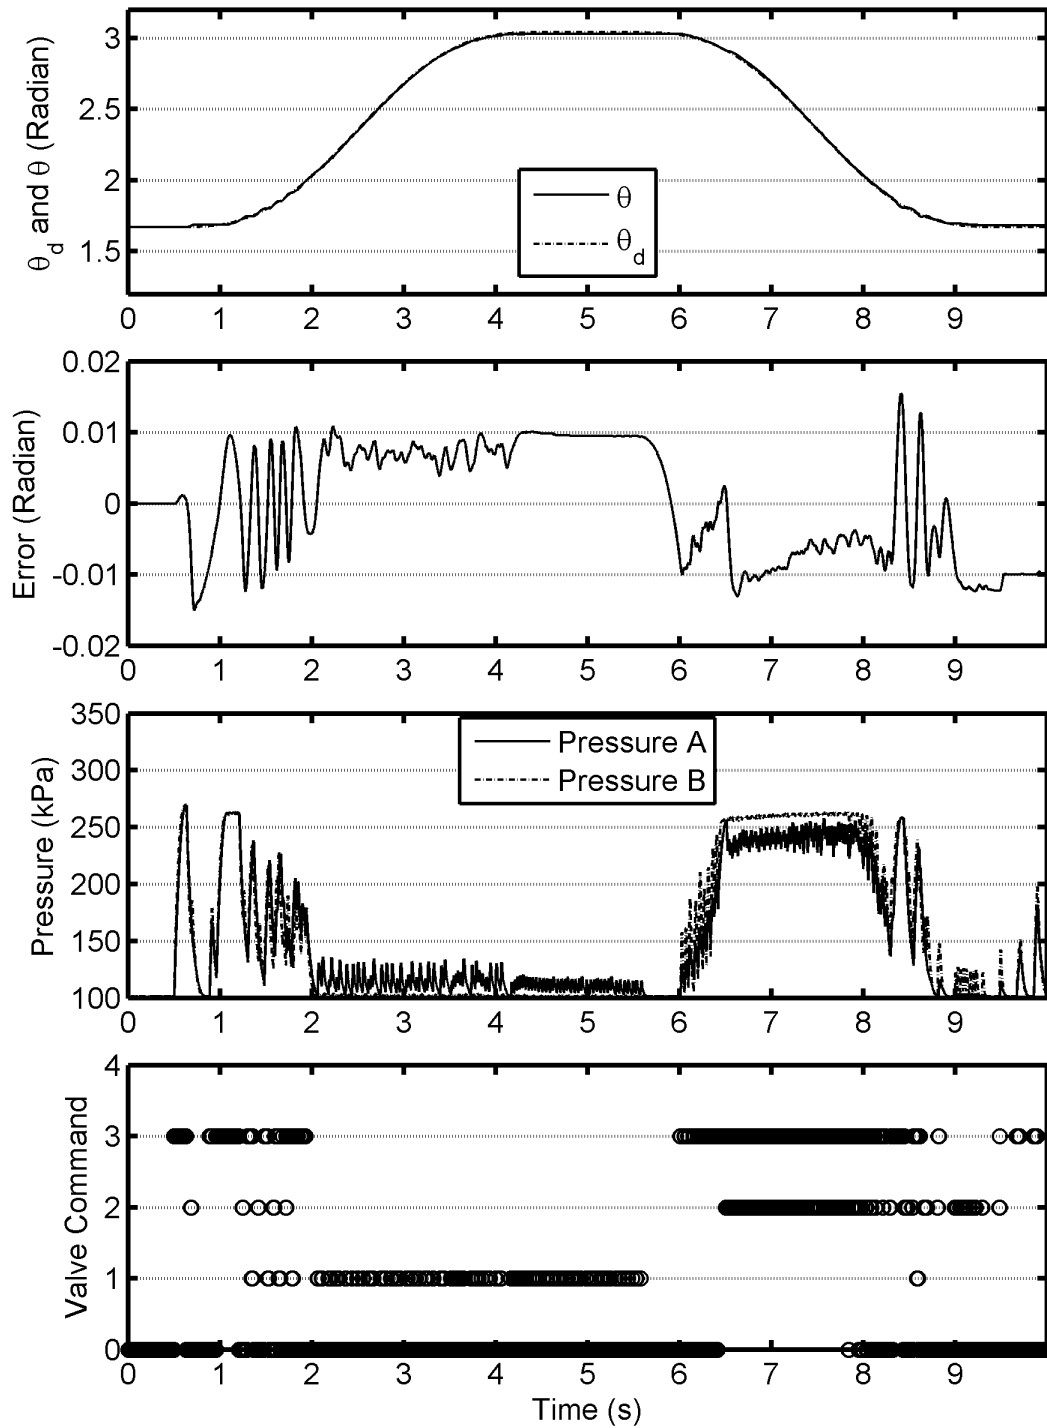 3
2.5
2
1.5
θd and θ (Radian)
θ
θd
0 1 2 3 4 5 6 7 8 9
0.02
0.01
0
-0.01
-0.02
Error (Radian)
0 1 2 3 4 5 6 7 8 9
350
300
250
200
150
100
Pressure (kPa)
Pressure A
Pressure B
0 1 2 3 4 5 6 7 8 9
4
3
2
1
0
Valve Command
0 1 2 3 4 5 6 7 8 9
Time (s)